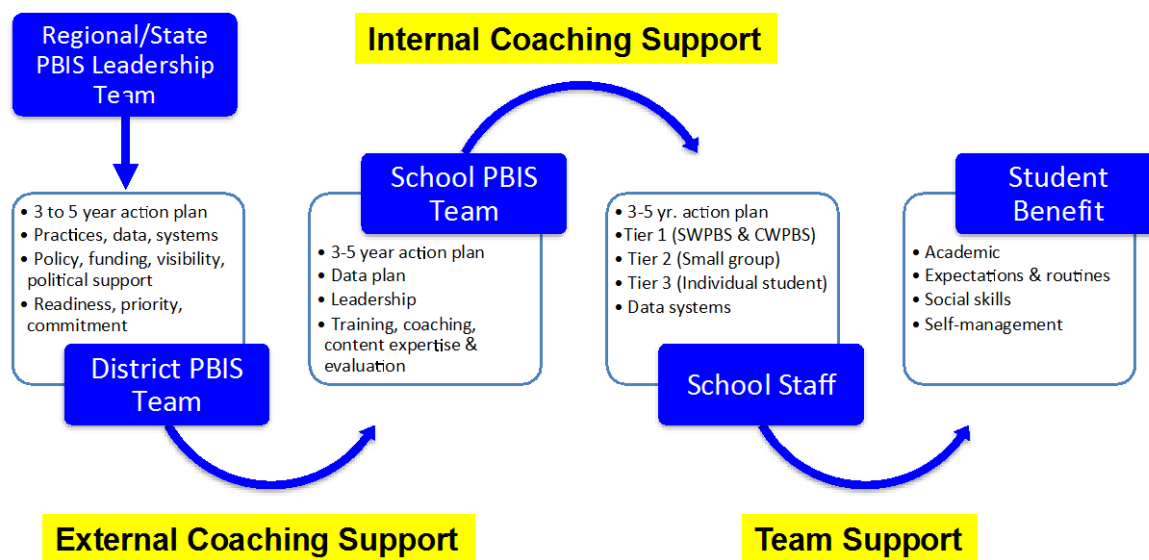 Regional/State
PBIS Leadership
Team
Internal Coaching Support
• 3 to 5 year action plan
• Practices, data, systems
• Policy, funding, visibility,
political support
• Readiness, priority,
commitment
District PBIS
Team
External Coaching Support
School PBIS
Team
• 3-5 year action plan
• Data plan
• Leadership
• Training, coaching,
content expertise &
evaluation
• 3-5 yr. action plan
•Tier 1 (SWPBS & CWPBS)
• Tier 2 (Small group)
• Tier 3 (Individual student)
• Data systems
School Staff
Team Support
Student
Benefit
• Academic
• Expectations & routines
• Social skills
• Self-management